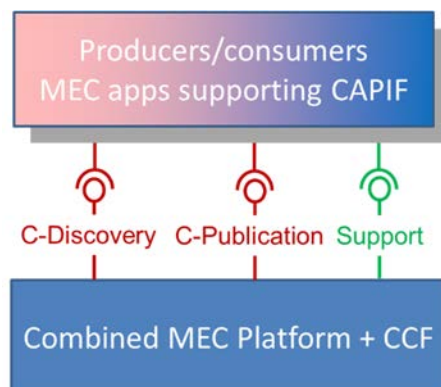 Producers/consumers
MEC apps supporting CAPIF
C-Discovery C-Publication Support
Combined MEC Platform + CCF